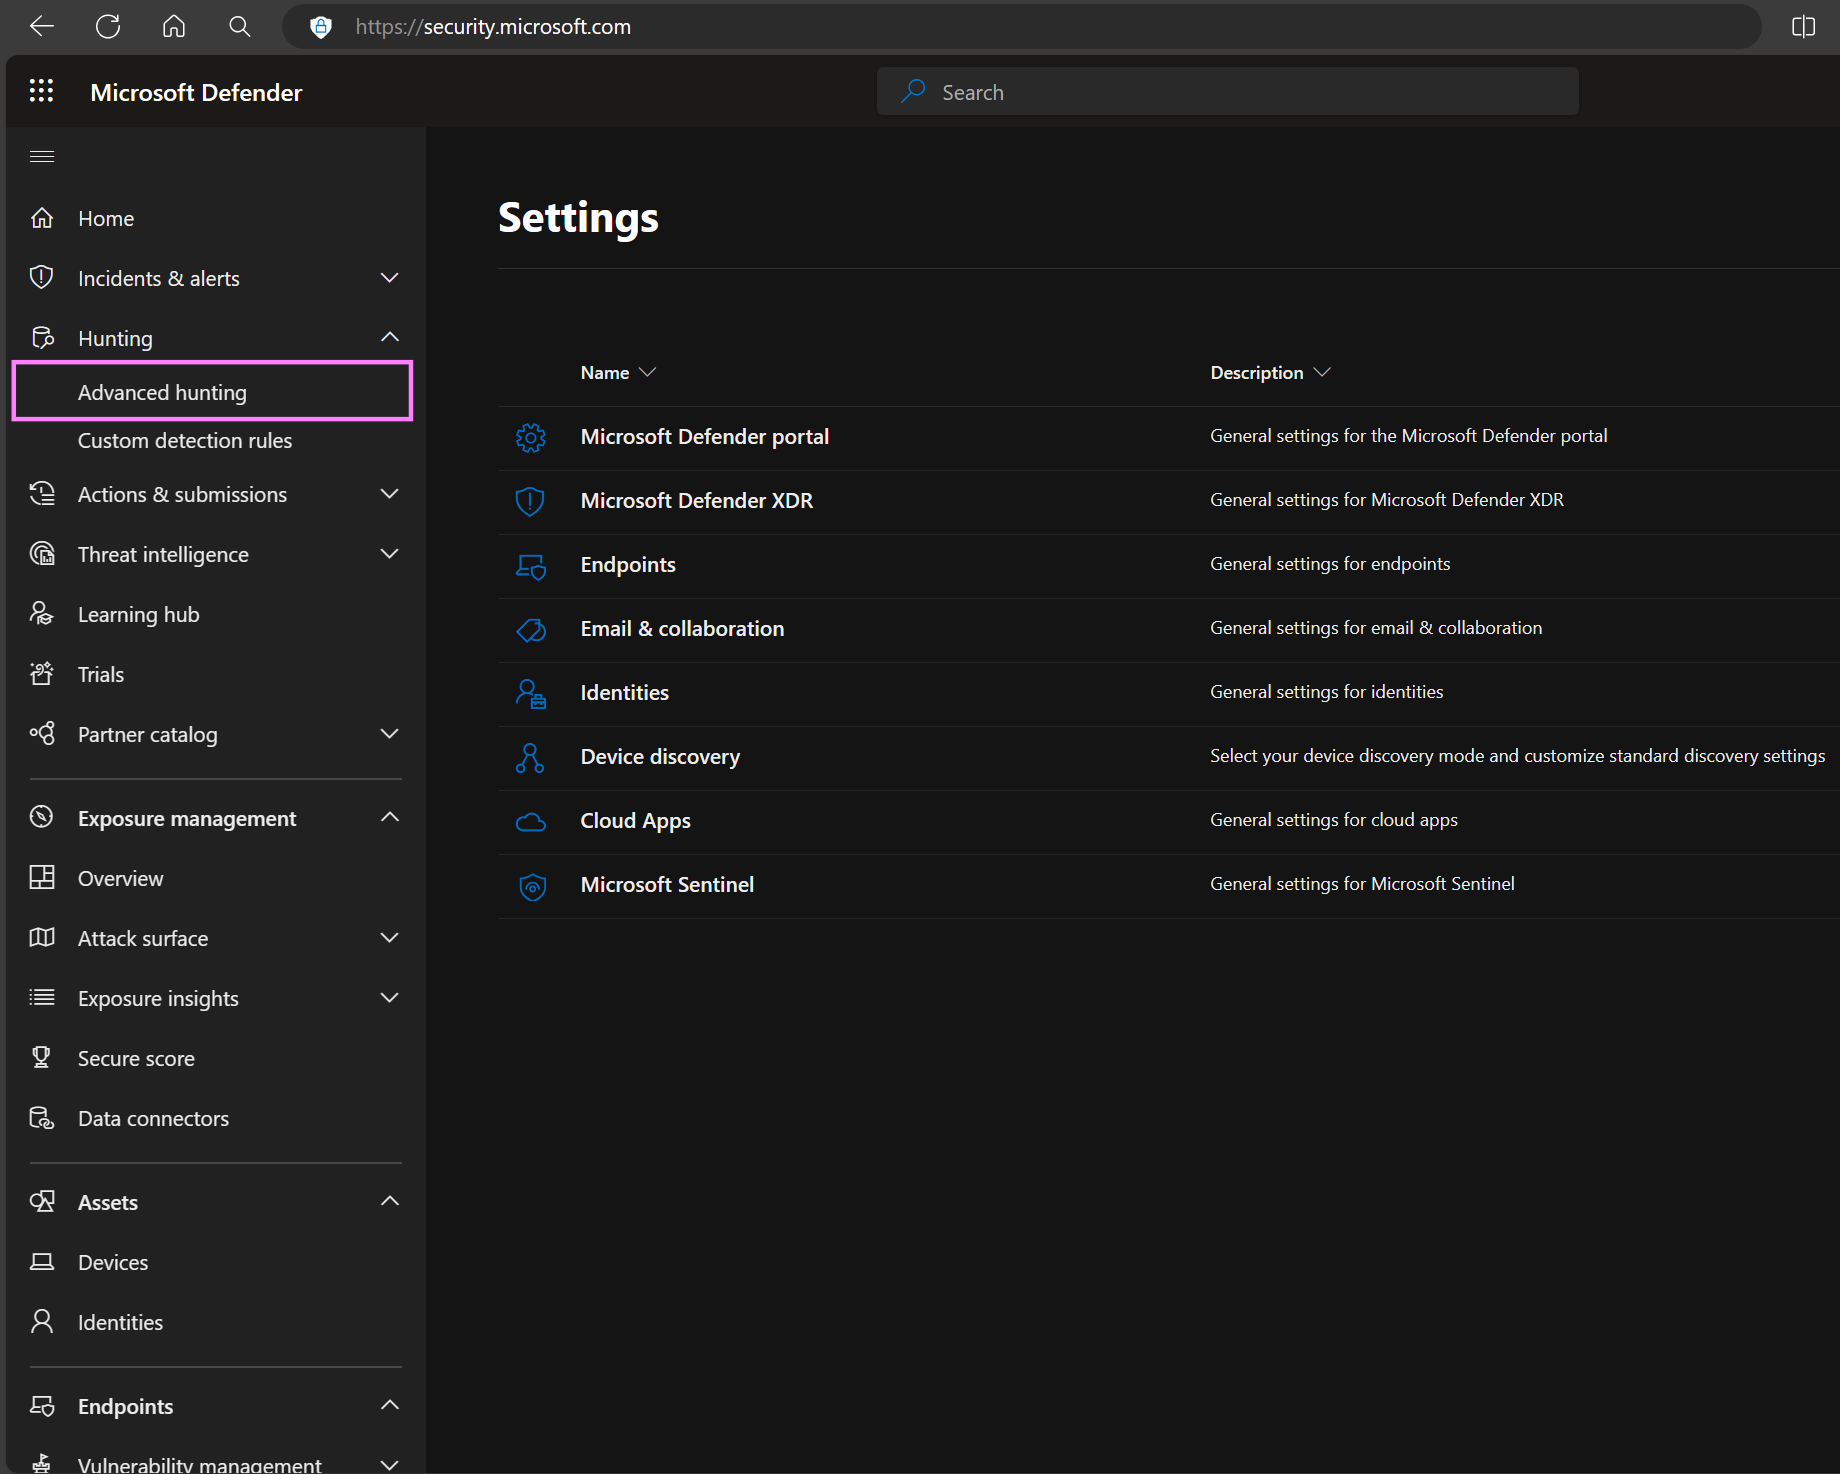 https://security.microsoft.com
Microsoft Defender
Search
Home
Incidents & alerts
Hunting
Advanced hunting
Custom detection rules
Actions & submissions
Threat intelligence
Learning hub
Trials
Partner catalog
Exposure management
Overview
Attack surface
Exposure insights
Secure score
Data connectors
Assets
Devices
Identities
Endpoints
Vulnerability management
Settings
Name Description
Microsoft Defender portal General settings for the Microsoft Defender portal
Microsoft Defender XDR General settings for Microsoft Defender XDR
Endpoints General settings for endpoints
Email & collaboration General settings for email & collaboration
Identities General settings for identities
Device discovery Select your device discovery mode and customize standard discovery settings
Cloud Apps General settings for cloud apps
Microsoft Sentinel General settings for Microsoft Sentinel